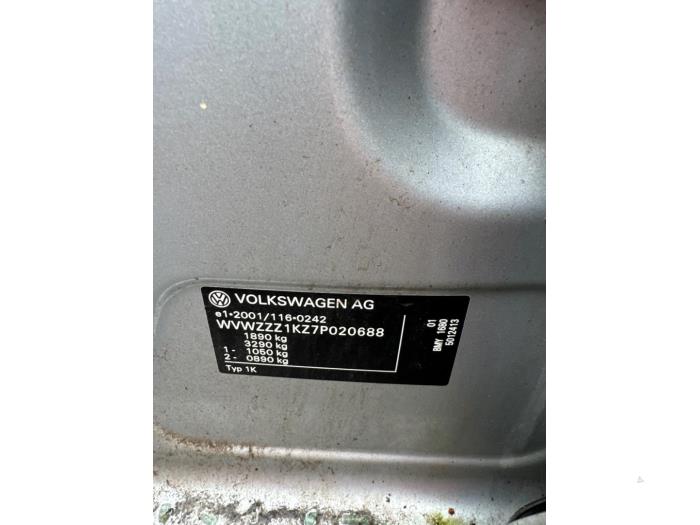 VOLKSWAGEN AG
e1*2001/116*0242
WVWZZZ1KZ7P020688
1890 kg
3290 kg
1 - 1050 kg
2 - 0890 kg
Typ 1K
01
BMY 1680
5012413